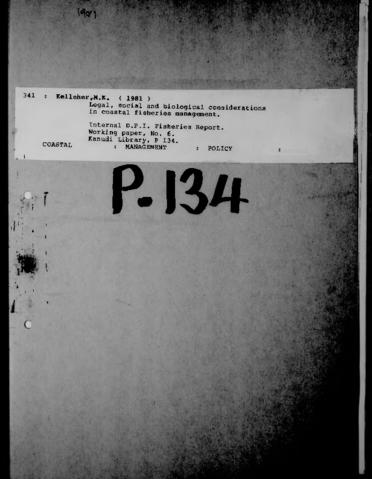 341 : Kelleher,M.K. ( 1981 )
Legal, social and biological considerations
in coastal fisheries management.
Internal D.P.I. Fisheries Report.
Working paper, No. 6.
Kanudi Library, P 134.
COASTAL : MANAGEMENT : POLICY :
P.134